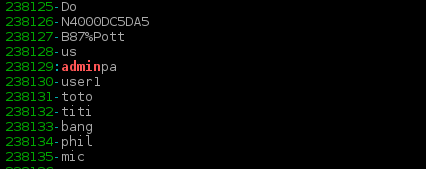 238125-Do
238126-N4000DC5DA5
238127-B87%Pott
238128-us
238129:adminpa
238130-user1
238131-toto
238132-titi
238133-bang
238134-phil
238135-mic